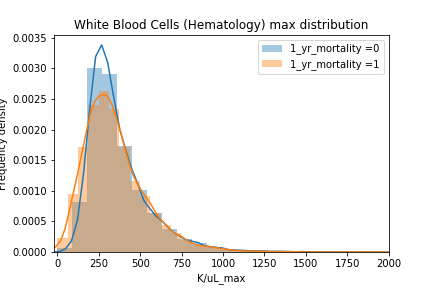 White Blood Cells (Hematology) max distribution
1_yr_mortality =0
1_yr_mortality =1
Frequency density
0.0035
0.0030
0.0025
0.0020
0.0015
0.0010
0.0005
0.0000
0 250 500 750 1000 1250 1500 1750 2000
K/uL_max